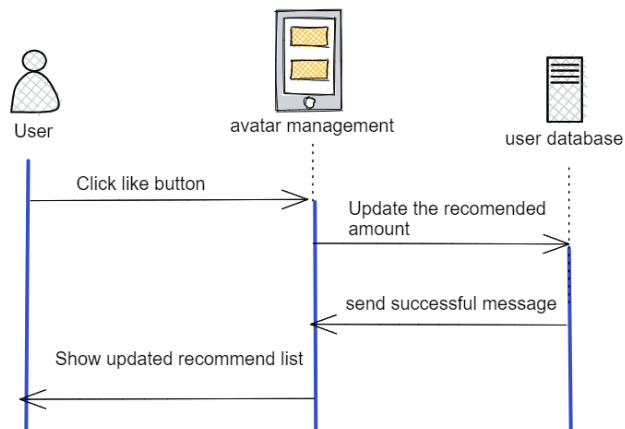 User
avatar management
user database
Click like button
Update the recomended
amount
send successful message
Show updated recommend list